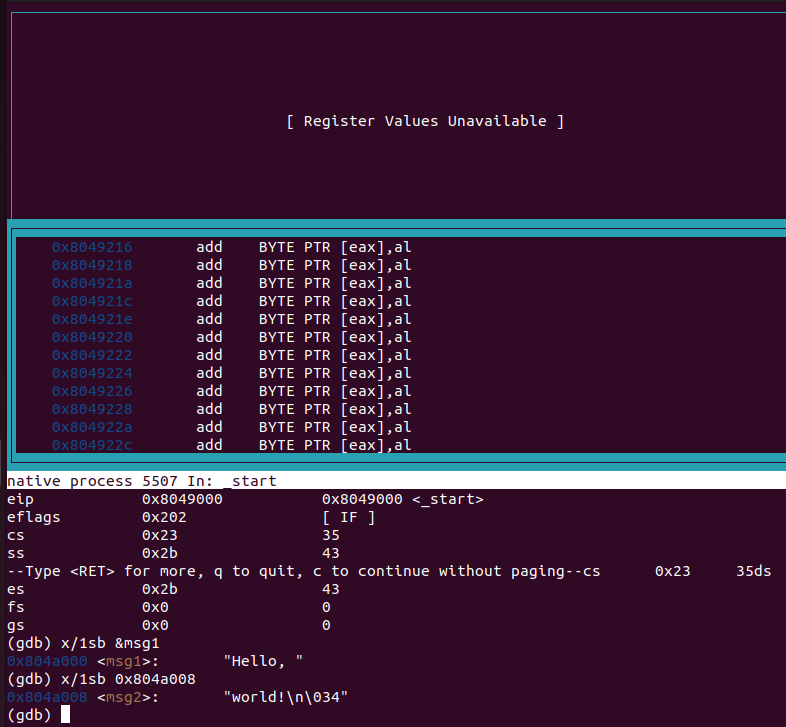 [ Register Values Unavailable ]
0x8049216 add BYTE PTR [eax],al
0x8049218 add BYTE PTR [eax],al
0x804921a add BYTE PTR [eax],al
0x804921c add BYTE PTR [eax],al
0x804921e add BYTE PTR [eax],al
0x8049220 add BYTE PTR [eax],al
0x8049222 add BYTE PTR [eax],al
0x8049224 add BYTE PTR [eax],al
0x8049226 add BYTE PTR [eax],al
0x8049228 add BYTE PTR [eax],al
0x804922a add BYTE PTR [eax],al
0x804922c add BYTE PTR [eax],al
native process 5507 In: _start
eip 0x8049000 0x8049000 <_start>
eflags 0x202 [ IF ]
cs 0x23 35
ss 0x2b 43
--Type <RET> for more, q to quit, c to continue without paging--cs 0x23 35ds
es 0x2b 43
fs 0x0 0
gs 0x0 0
(gdb) x/1sb &msg1
0x804a000 <msg1>: "Hello, "
(gdb) x/1sb 0x804a008
0x804a008 <msg2>: "world!\n\034"
(gdb)